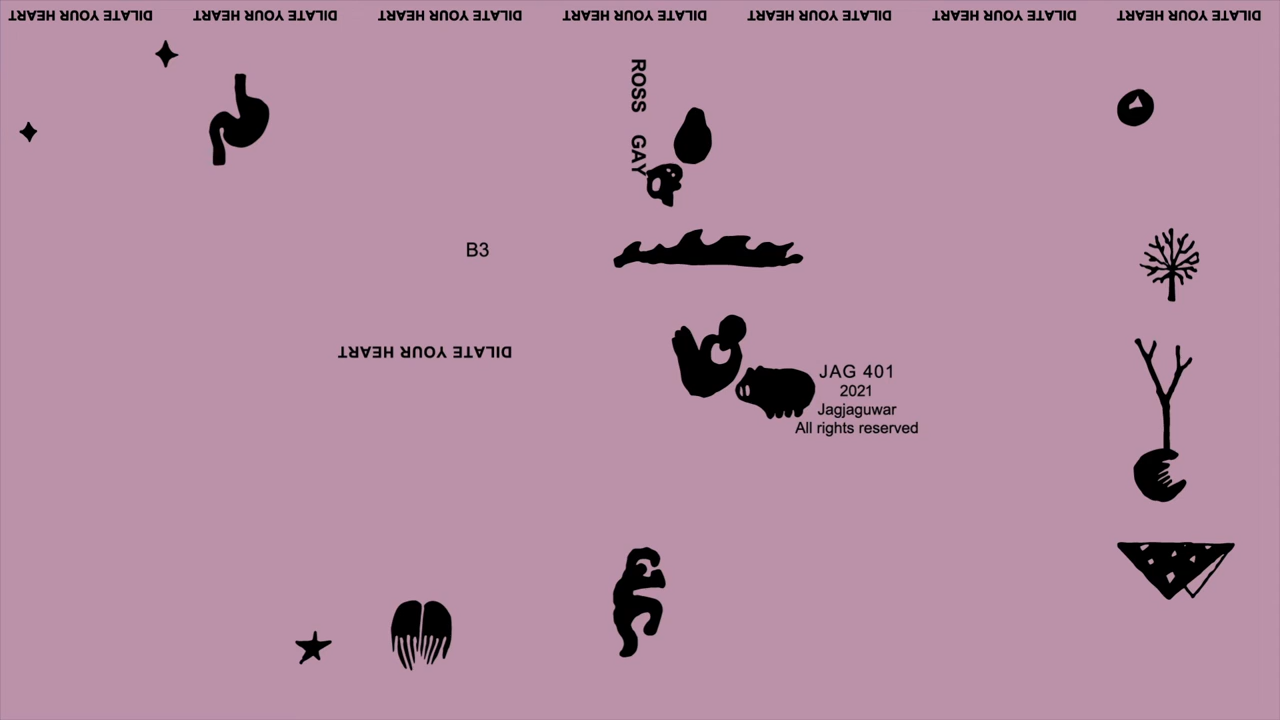 DILATE YOUR HEART DILATE YOUR HEART DILATE YOUR HEART DILATE YOUR HEART DILATE YOUR HEART DILATE YOUR HEART DILATE YOUR HEART
ROSS GAY
B3
DILATE YOUR HEART
JAG 401
2021
Jagjaguwar
All rights reserved